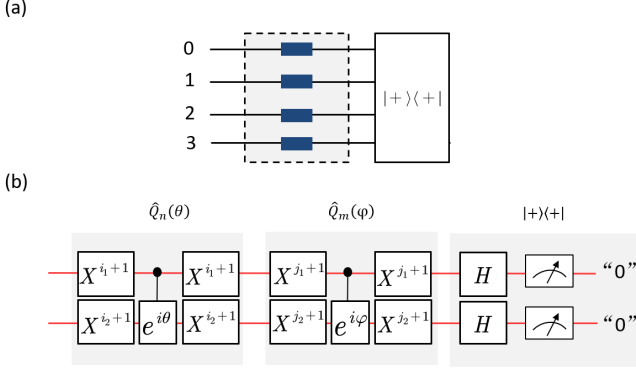 (a)
0
1
2
3
|+⟩⟨+|
(b)
Q̂ₙ(θ) Q̂ₘ(φ) |+⟩⟨+|
X^{i₁+1} X^{i₁+1} X^{j₁+1} X^{j₁+1} H “0”
X^{i₂+1} e^{iθ} X^{i₂+1} X^{j₂+1} e^{iφ} X^{j₂+1} H “0”